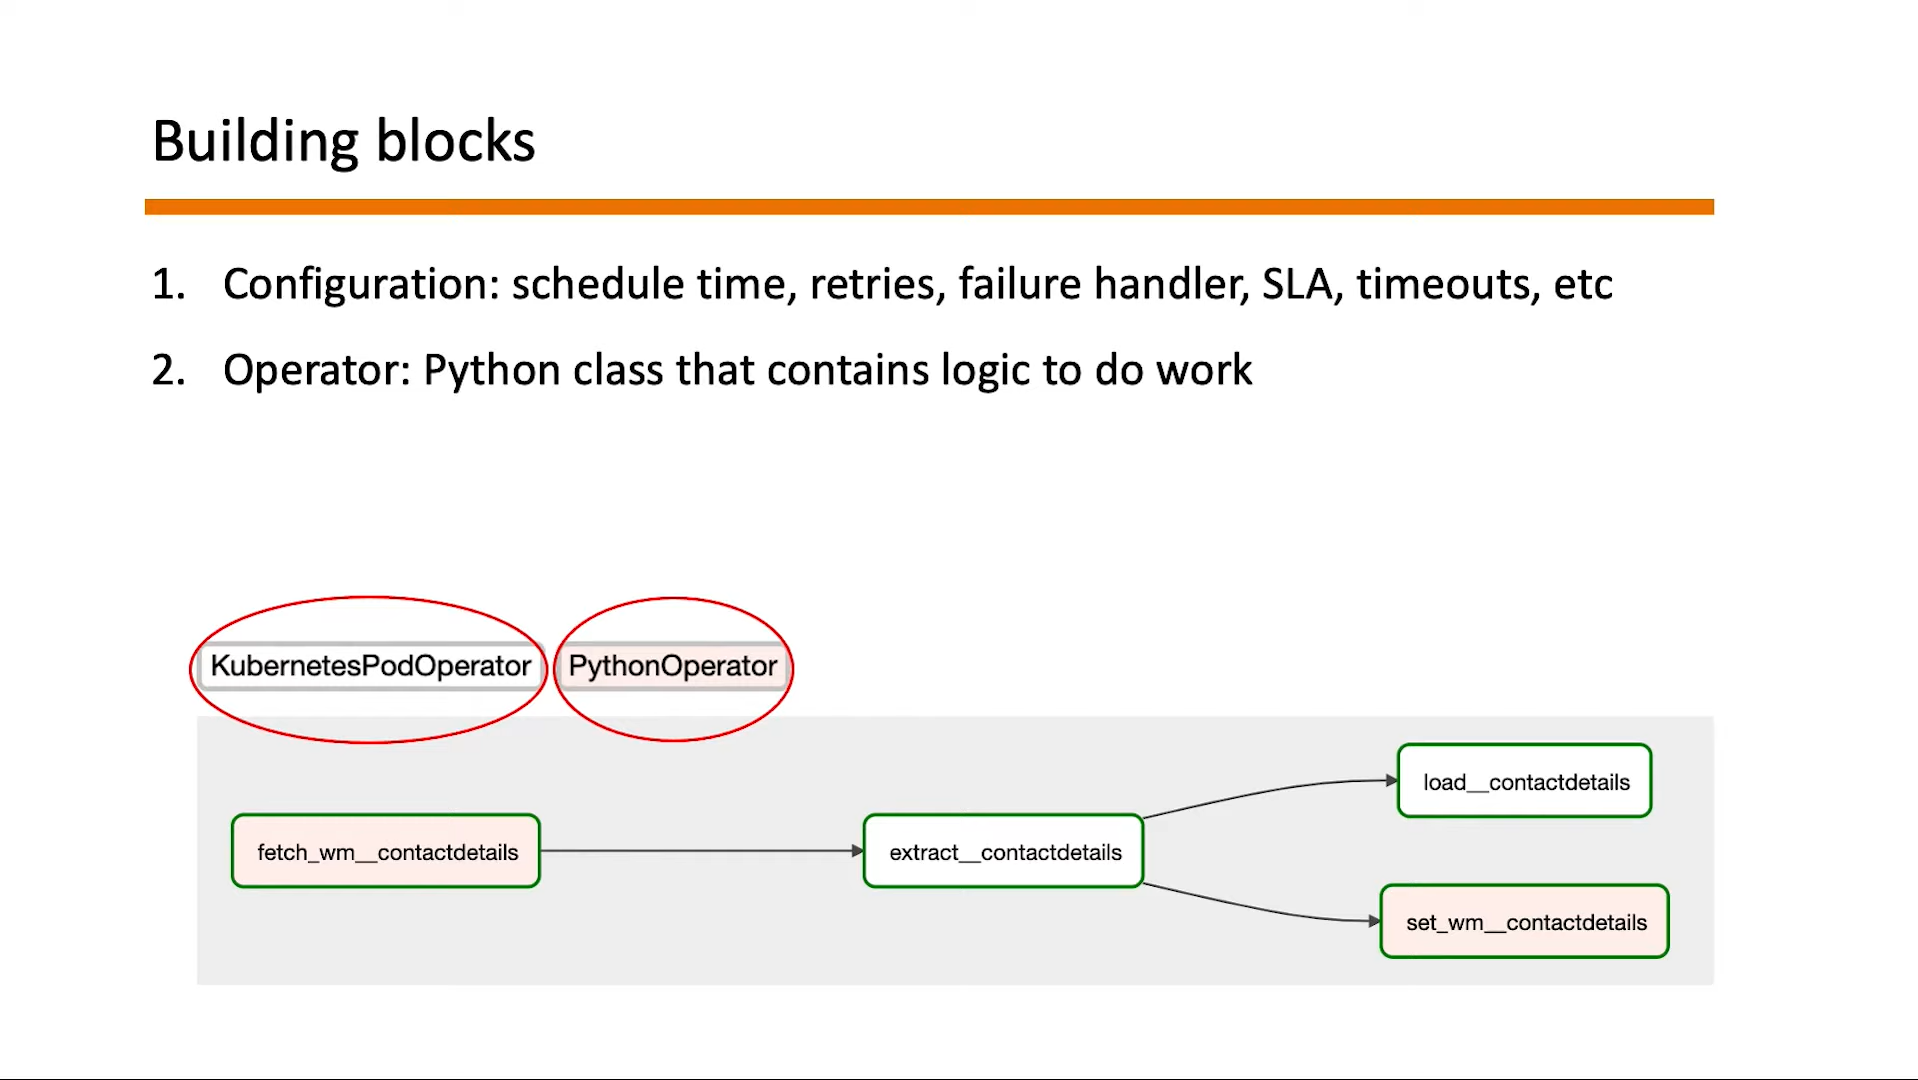 Building blocks
1. Configuration: schedule time, retries, failure handler, SLA, timeouts, etc
2. Operator: Python class that contains logic to do work
KubernetesPodOperator PythonOperator
load__contactdetails
fetch_wm__contactdetails extract__contactdetails
set_wm__contactdetails